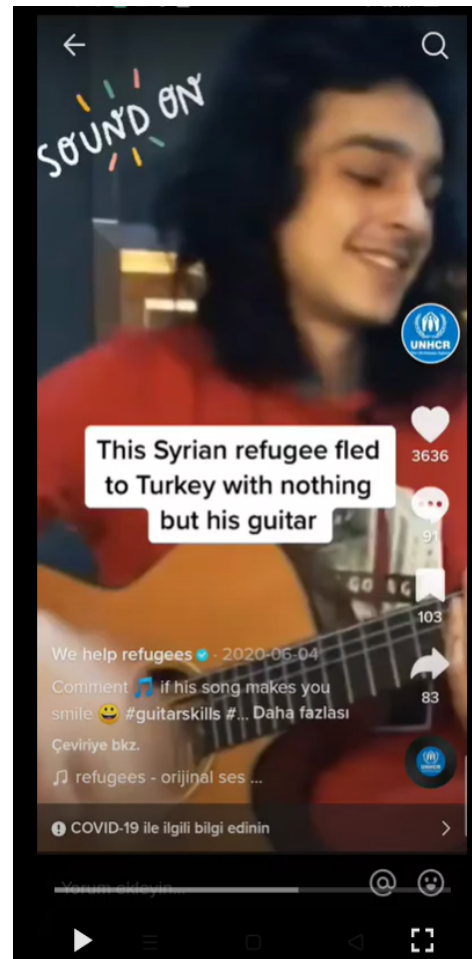 SOUND ON
UNHCR
3636
This Syrian refugee fled
to Turkey with nothing
but his guitar
91
GOING
103
We help refugees · 2020-06-04
Comment 🎵 if his song makes you
smile 😀 #guitarskills #... Daha fazlası
83
Çeviriye bkz.
refugees - orijinal ses ...
COVID-19 ile ilgili bilgi edinin
Yorum ekleyin...